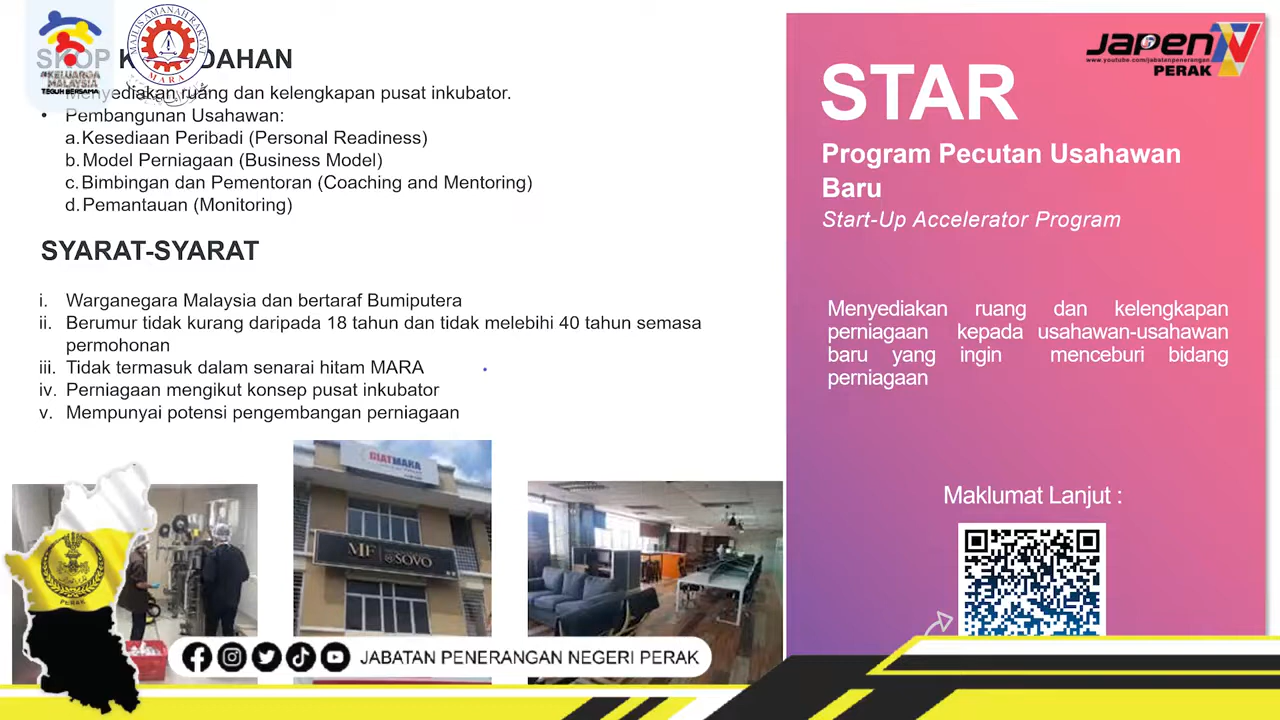 SKOP KEMUDAHAN
Menyediakan ruang dan kelengkapan pusat inkubator.
• Pembangunan Usahawan:
a. Kesediaan Peribadi (Personal Readiness)
b. Model Perniagaan (Business Model)
c. Bimbingan dan Pementoran (Coaching and Mentoring)
d. Pemantauan (Monitoring)
SYARAT-SYARAT
i. Warganegara Malaysia dan bertaraf Bumiputera
ii. Berumur tidak kurang daripada 18 tahun dan tidak melebihi 40 tahun semasa
permohonan
iii. Tidak termasuk dalam senarai hitam MARA
iv. Perniagaan mengikut konsep pusat inkubator
v. Mempunyai potensi pengembangan perniagaan
#KELUARGA
MALAYSIA
TEGUH BERSAMA
MAJLIS AMANAH RAKYAT
MARA
GIATMARA
MF
SOVO
PERAK
JABATAN PENERANGAN NEGERI PERAK
JAPEN TV
www.youtube.com/jabatanpenerangan
PERAK
STAR
Program Pecutan Usahawan
Baru
Start-Up Accelerator Program
Menyediakan ruang dan kelengkapan
perniagaan kepada usahawan-usahawan
baru yang ingin menceburi bidang
perniagaan
Maklumat Lanjut :